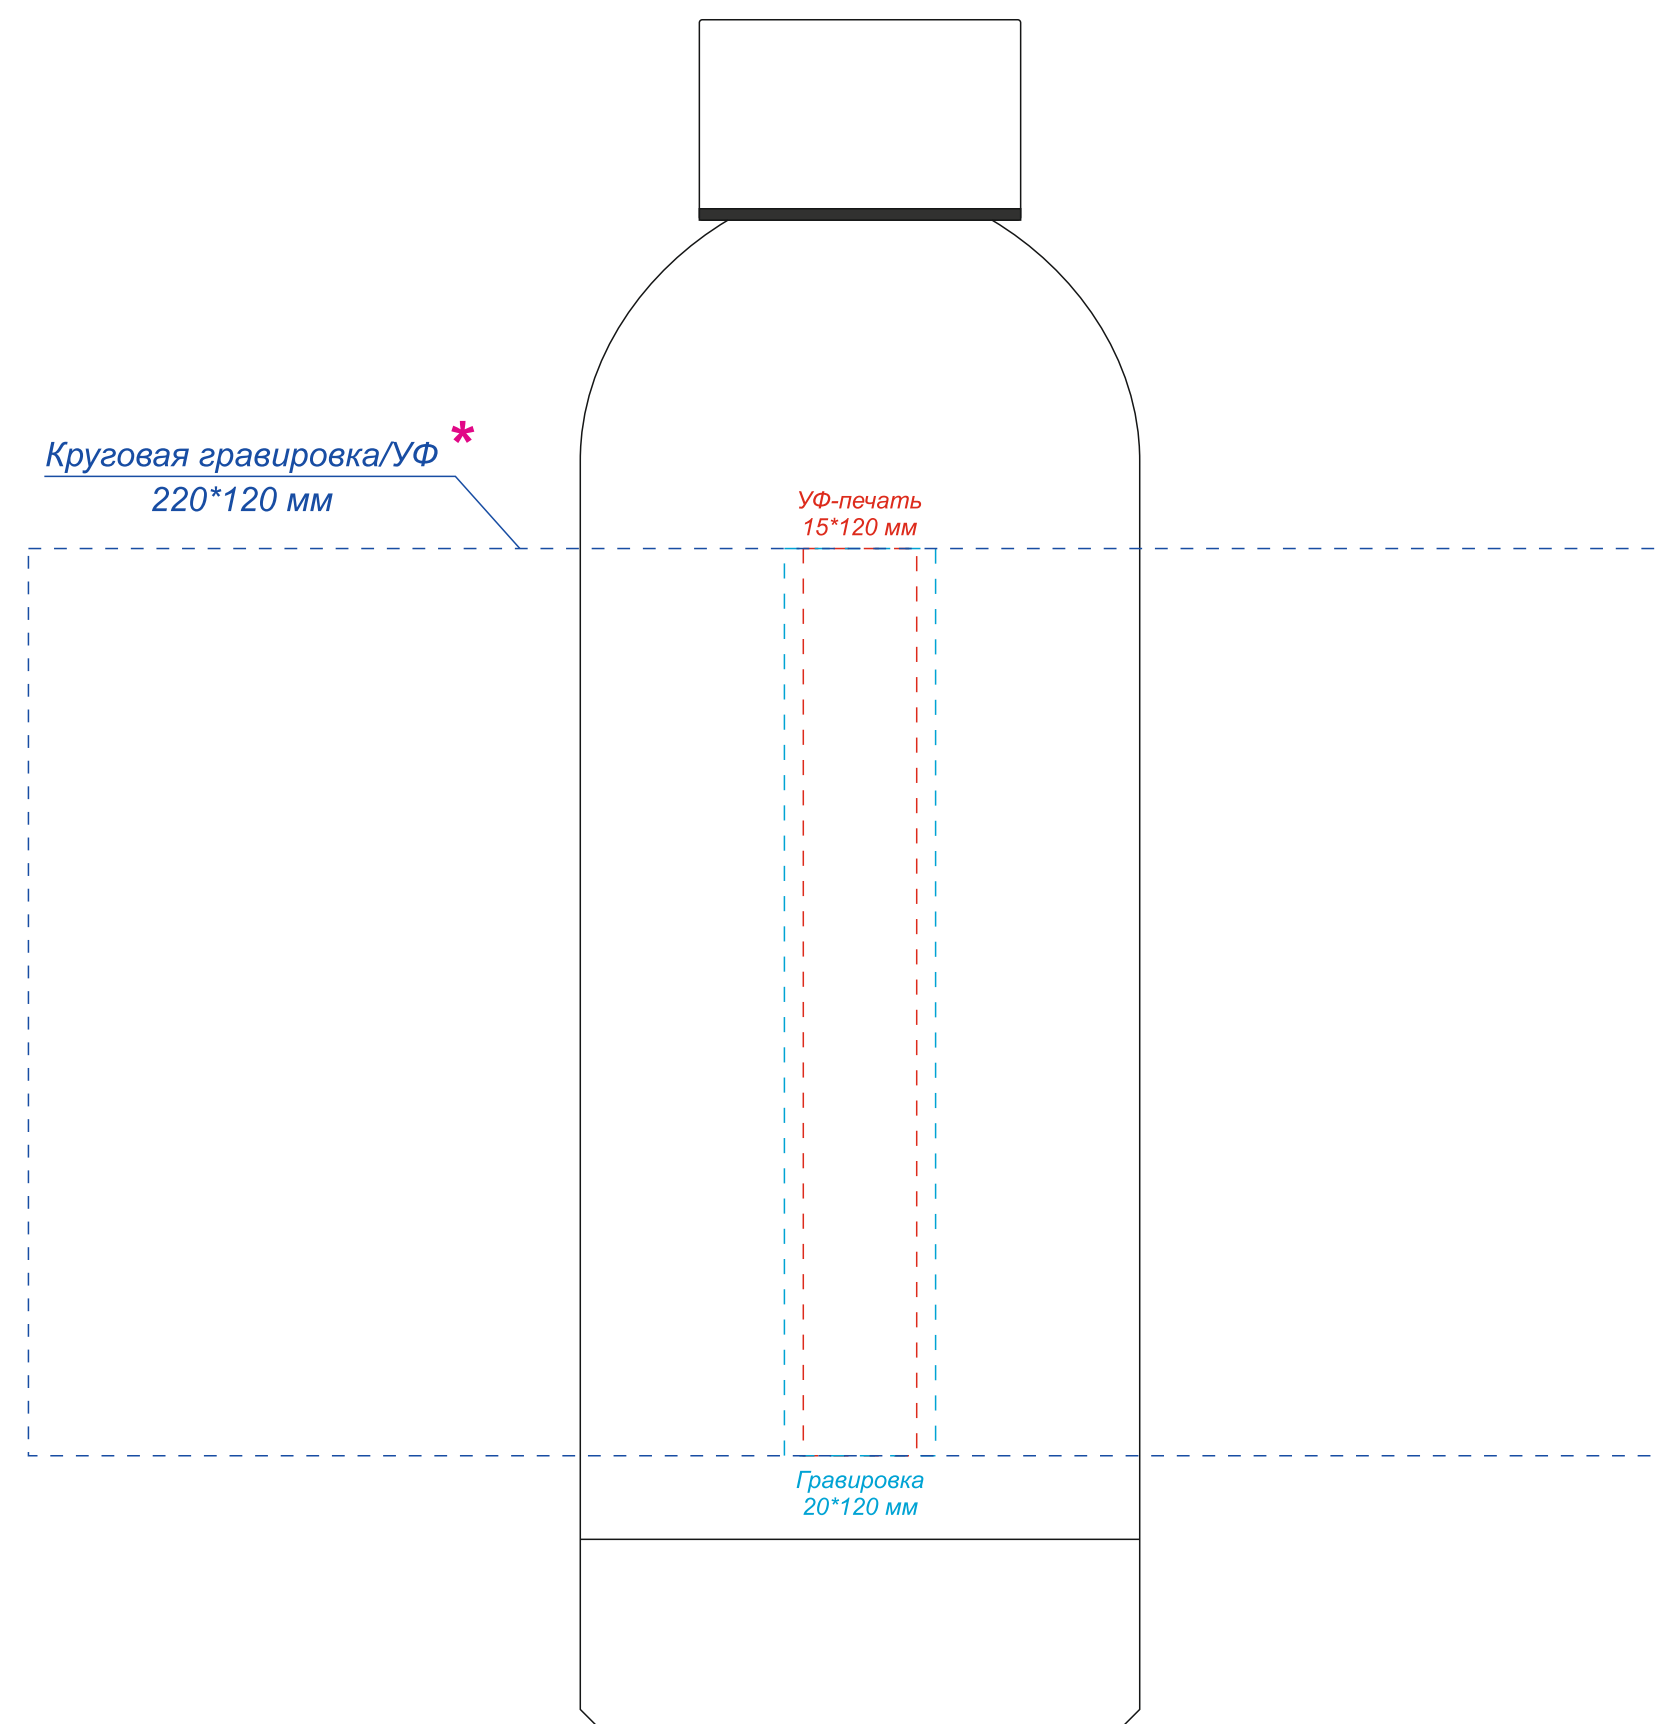 Круговая гравировка/УФ *
220*120 мм
УФ-печать
15*120 мм
Гравировка
20*120 мм